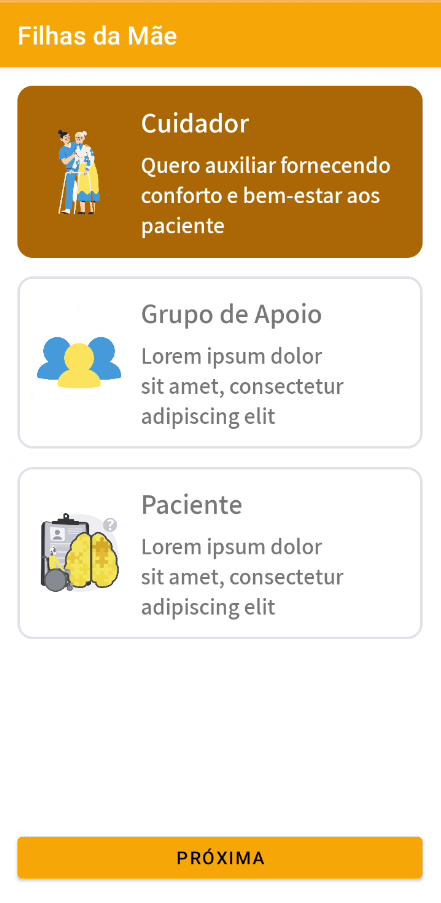 Filhas da Mãe
Cuidador
Quero auxiliar fornecendo
conforto e bem-estar aos
paciente
Grupo de Apoio
Lorem ipsum dolor
sit amet, consectetur
adipiscing elit
?
Paciente
Lorem ipsum dolor
sit amet, consectetur
adipiscing elit
PRÓXIMA